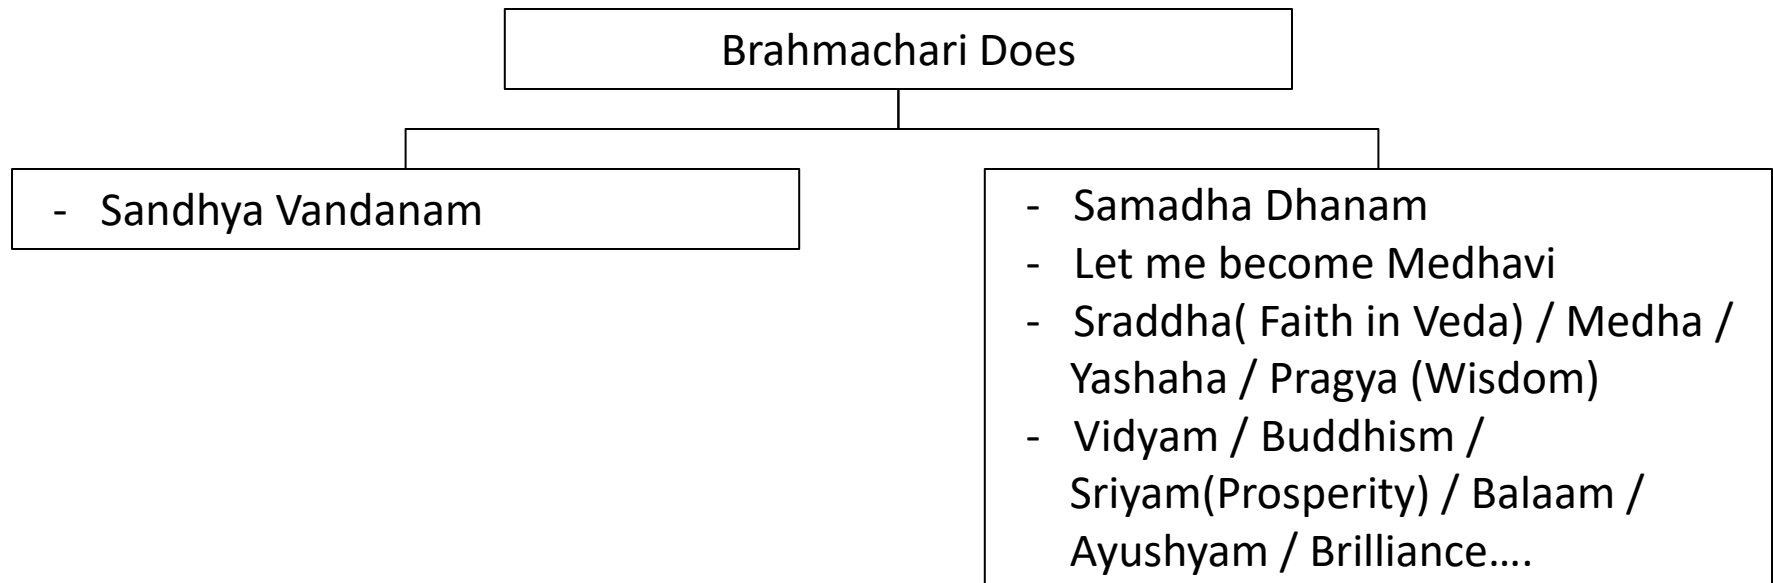 Brahmachari Does
- Sandhya Vandanam
- Samadha Dhanam
- Let me become Medhavi
- Sraddha( Faith in Veda) / Medha /
Yashaha / Pragya (Wisdom)
- Vidyam / Buddhism /
Sriyam(Prosperity) / Balaam /
Ayushyam / Brilliance….